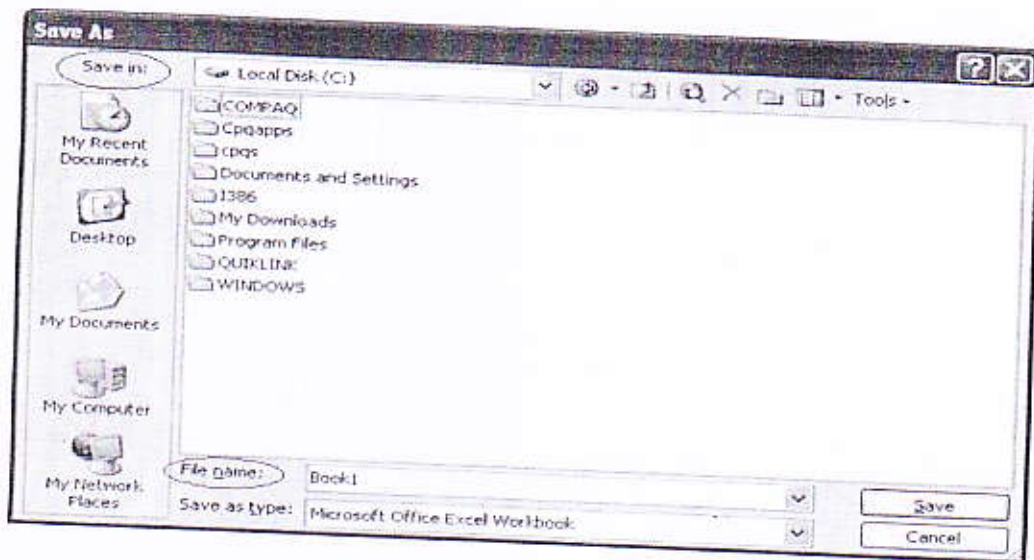 Save As
Save in:
Local Disk (C:)
Tools
My Recent
Documents
Desktop
My Documents
My Computer
My Network
Places
COMPAQ
Cpqapps
cpqs
Documents and Settings
I386
My Downloads
Program Files
QUIKLINK
WINDOWS
File name:
Book1
Save as type:
Microsoft Office Excel Workbook
Save
Cancel